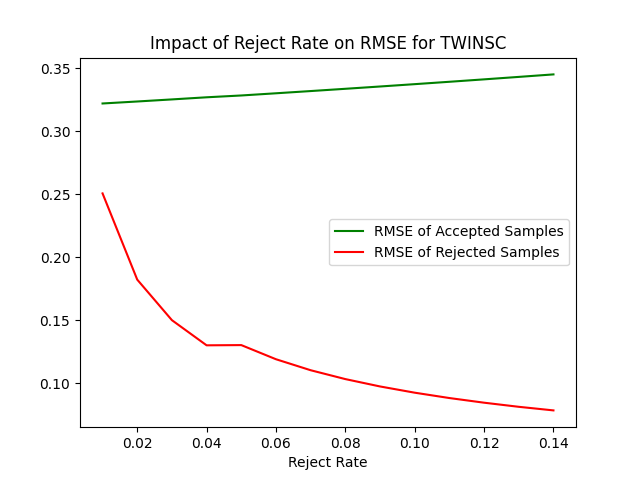 Impact of Reject Rate on RMSE for TWINSC
0.35
0.30
0.25
0.20
0.15
0.10
RMSE of Accepted Samples
RMSE of Rejected Samples
0.02 0.04 0.06 0.08 0.10 0.12 0.14
Reject Rate